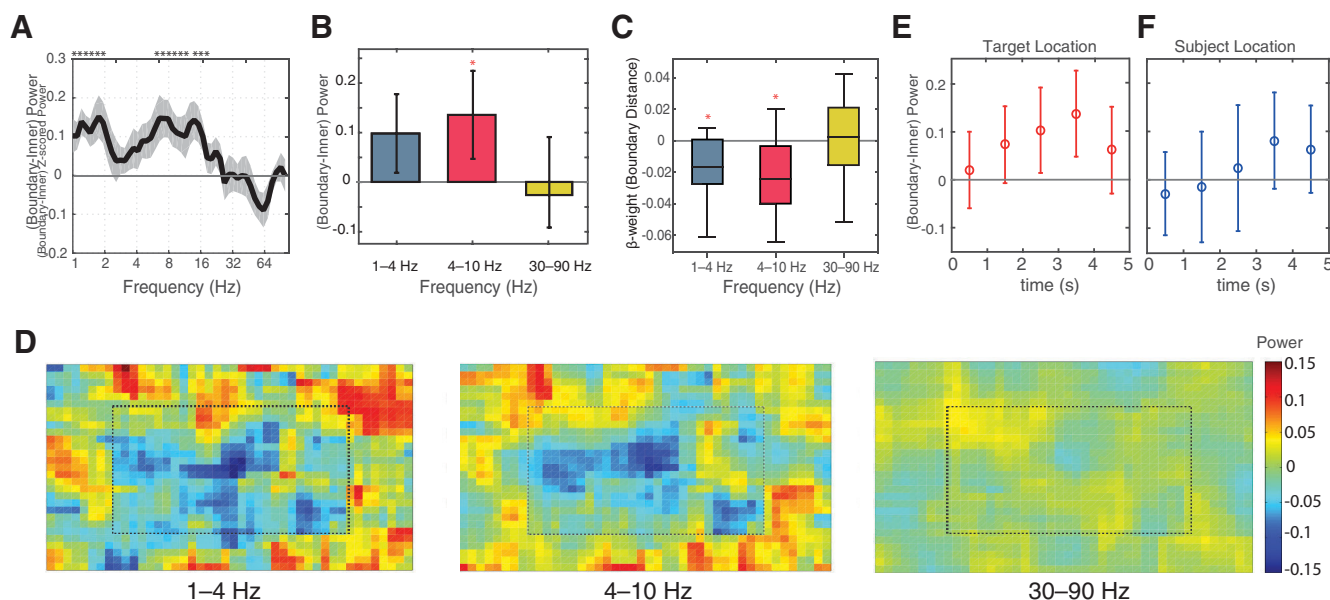 A
******  ****** ***
0.3
0.2
0.1
0
-0.1
-0.2
(Boundary-Inner) Power
(Boundary-Inner) Z-scored Power
1 2 4 8 16 32 64
Frequency (Hz)
B
0.2
0.1
0
-0.1
(Boundary-Inner) Power
*
1–4 Hz 4–10 Hz 30–90 Hz
Frequency (Hz)
C
0.04
0.02
0
-0.02
-0.04
-0.06
β-weight (Boundary Distance)
* *
1–4 Hz 4–10 Hz 30–90 Hz
Frequency (Hz)
E
Target Location
0.2
0.1
0
-0.1
(Boundary-Inner) Power
0 1 2 3 4 5
time (s)
F
Subject Location
0 1 2 3 4 5
time (s)
D
1–4 Hz
4–10 Hz
30–90 Hz
Power
0.15
0.1
0.05
0
-0.05
-0.1
-0.15